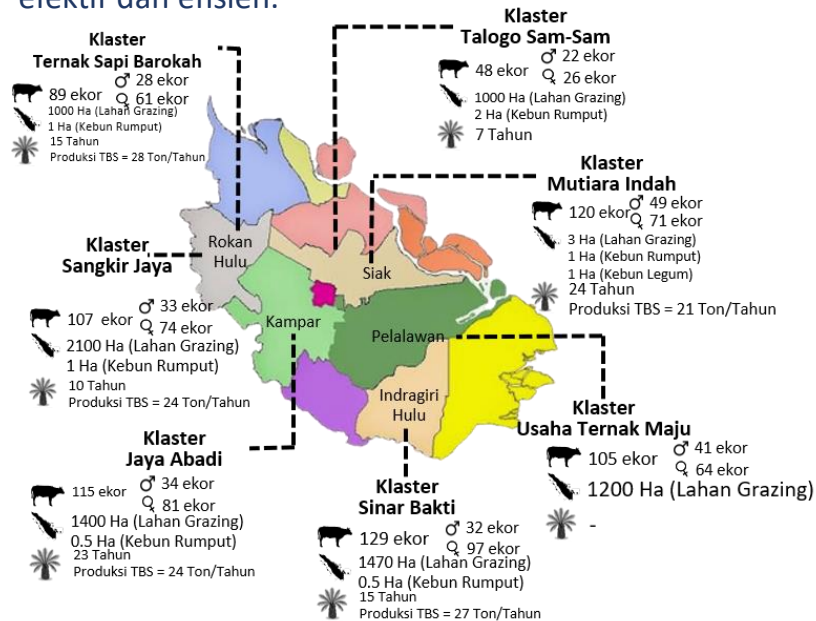 efektif dan efisien.
Klaster
Ternak Sapi Barokah
89 ekor
♂ 28 ekor
♀ 61 ekor
1000 Ha (Lahan Grazing)
1 Ha (Kebun Rumput)
15 Tahun
Produksi TBS = 28 Ton/Tahun
Klaster
Talogo Sam-Sam
48 ekor
♂ 22 ekor
♀ 26 ekor
1000 Ha (Lahan Grazing)
2 Ha (Kebun Rumput)
7 Tahun
Klaster
Mutiara Indah
120 ekor
♂ 49 ekor
♀ 71 ekor
3 Ha (Lahan Grazing)
1 Ha (Kebun Rumput)
1 Ha (Kebun Legum)
24 Tahun
Produksi TBS = 21 Ton/Tahun
Klaster
Sangkir Jaya
107 ekor
♂ 33 ekor
♀ 74 ekor
2100 Ha (Lahan Grazing)
1 Ha (Kebun Rumput)
10 Tahun
Produksi TBS = 24 Ton/Tahun
Rokan
Hulu
Siak
Kampar
Pelalawan
Indragiri
Hulu
Klaster
Jaya Abadi
115 ekor
♂ 34 ekor
♀ 81 ekor
1400 Ha (Lahan Grazing)
0.5 Ha (Kebun Rumput)
23 Tahun
Produksi TBS = 24 Ton/Tahun
Klaster
Sinar Bakti
129 ekor
♂ 32 ekor
♀ 97 ekor
1470 Ha (Lahan Grazing)
0.5 Ha (Kebun Rumput)
15 Tahun
Produksi TBS = 27 Ton/Tahun
Klaster
Usaha Ternak Maju
105 ekor
♂ 41 ekor
♀ 64 ekor
1200 Ha (Lahan Grazing)
-